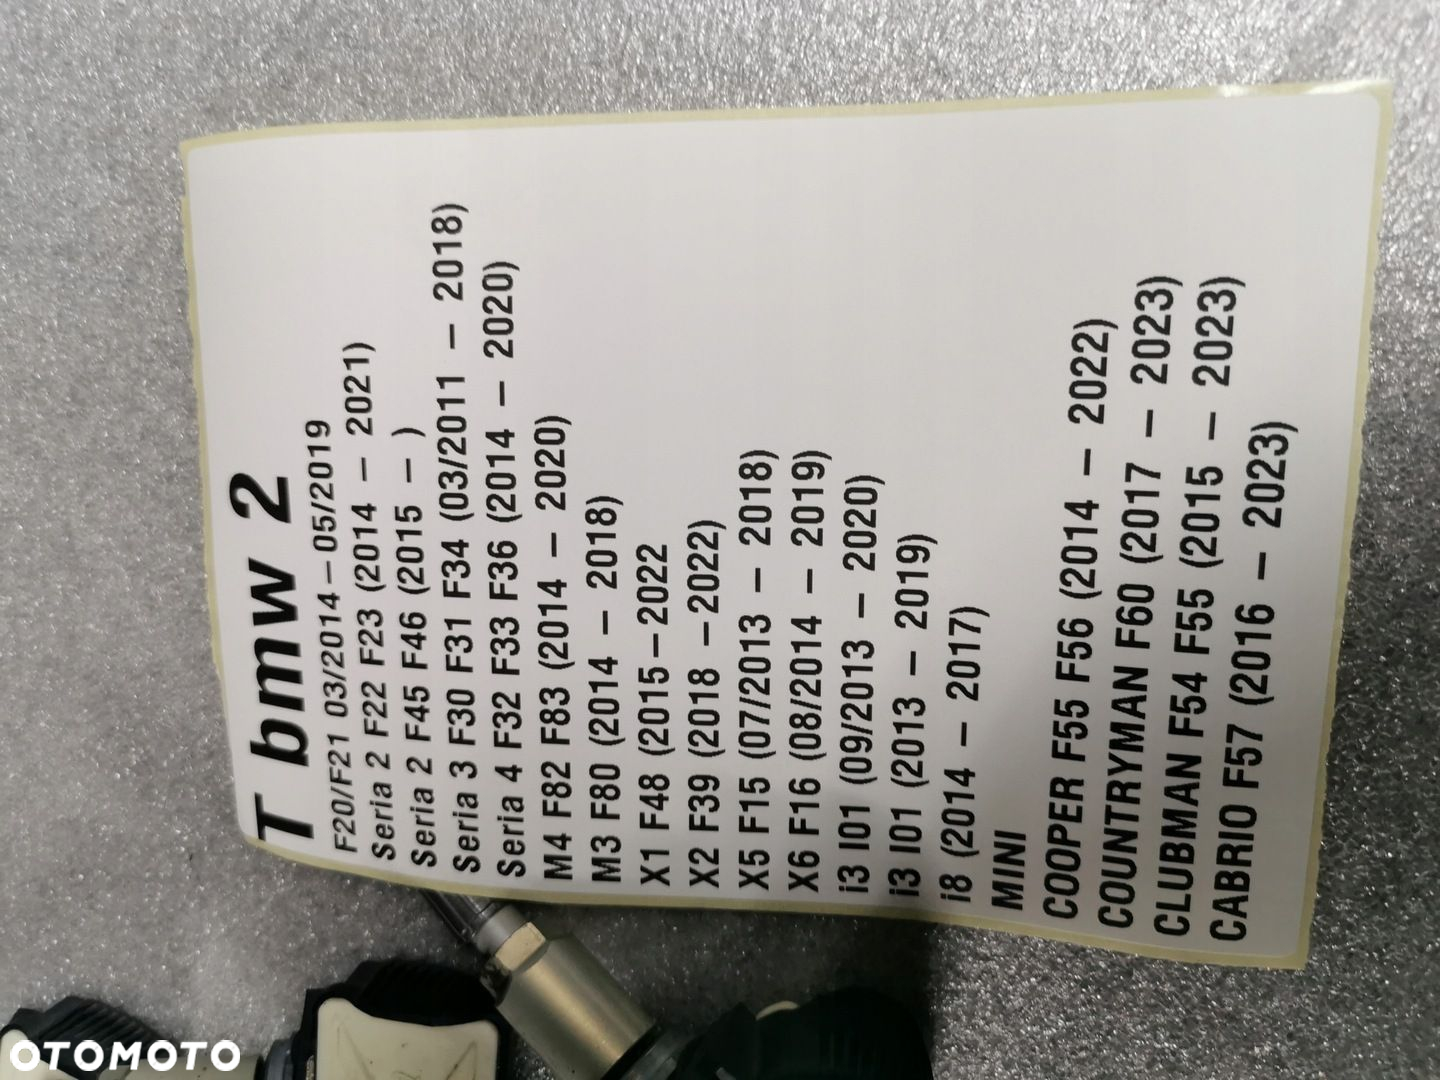 T bmw 2
F20/F21 03/2014 – 05/2019
Seria 2 F22 F23 (2014 – 2021)
Seria 2 F45 F46 (2015 – )
Seria 3 F30 F31 F34 (03/2011 – 2018)
Seria 4 F32 F33 F36 (2014 – 2020)
M4 F82 F83 (2014 – 2020)
M3 F80 (2014 – 2018)
X1 F48 (2015 – 2022
X2 F39 (2018 – 2022)
X5 F15 (07/2013 – 2018)
X6 F16 (08/2014 – 2019)
i3 I01 (09/2013 – 2020)
i3 I01 (2013 – 2019)
i8 (2014 – 2017)
MINI
COOPER F55 F56 (2014 – 2022)
COUNTRYMAN F60 (2017 – 2023)
CLUBMAN F54 F55 (2015 – 2023)
CABRIO F57 (2016 – 2023)
OTOMOTO